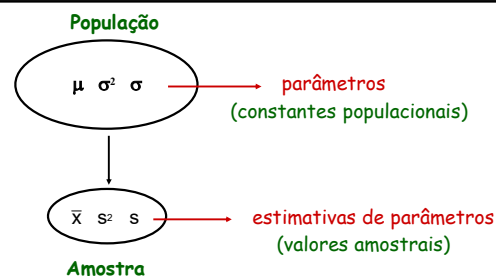 População
μ σ² σ
parâmetros
(constantes populacionais)
x̅ s² s
estimativas de parâmetros
(valores amostrais)
Amostra